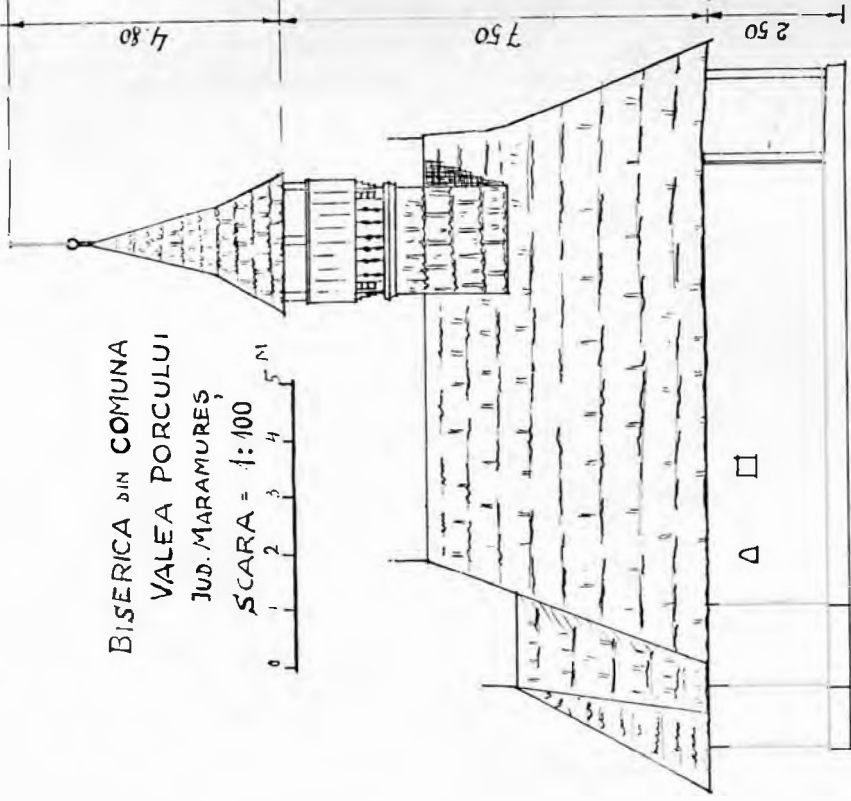 4.80
7.50
2.50
BISERICA DIN COMUNA
VALEA PORCULUI
JUD. MARAMUREȘ
SCARA = 1:100
0 1 2 3 4 5 M